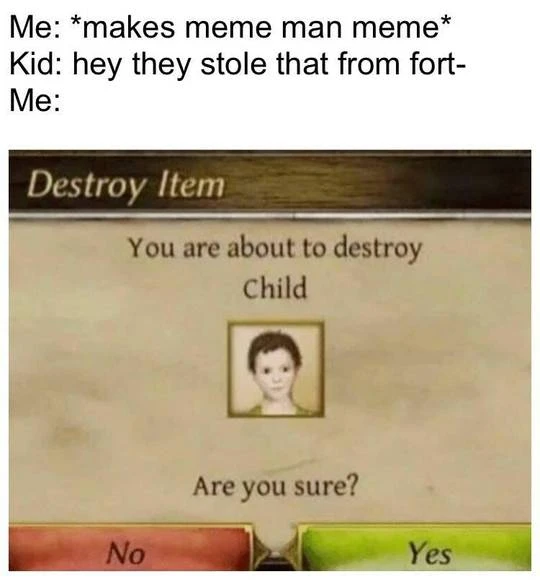 Me: *makes meme man meme*
Kid: hey they stole that from fort-
Me:
Destroy Item
You are about to destroy
Child
Are you sure?
No
Yes